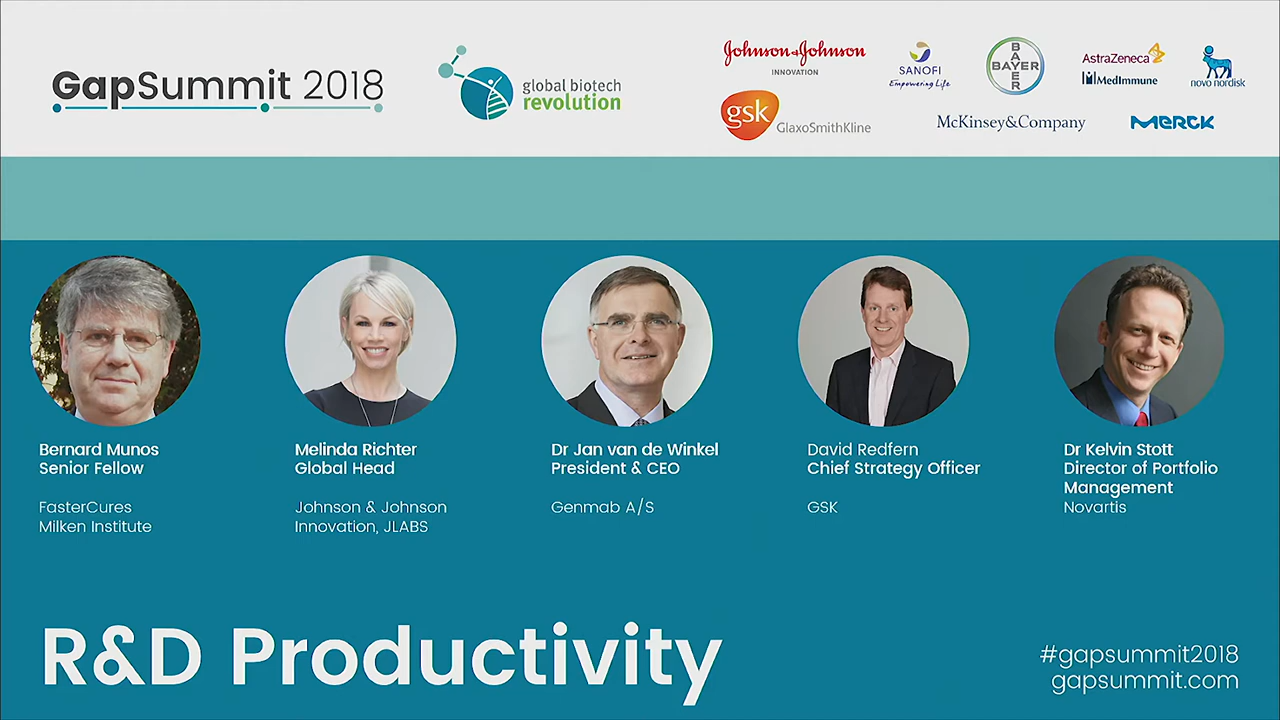 GapSummit 2018
global biotech
revolution
Johnson & Johnson
INNOVATION
SANOFI
Empowering Life
BAYER
BAYER
AstraZeneca
MedImmune
novo nordisk
gsk
GlaxoSmithKline
McKinsey&Company
MERCK
Bernard Munos
Senior Fellow
FasterCures
Milken Institute
Melinda Richter
Global Head
Johnson & Johnson
Innovation, JLABS
Dr Jan van de Winkel
President & CEO
Genmab A/S
David Redfern
Chief Strategy Officer
GSK
Dr Kelvin Stott
Director of Portfolio
Management
Novartis
R&D Productivity
#gapsummit2018
gapsummit.com